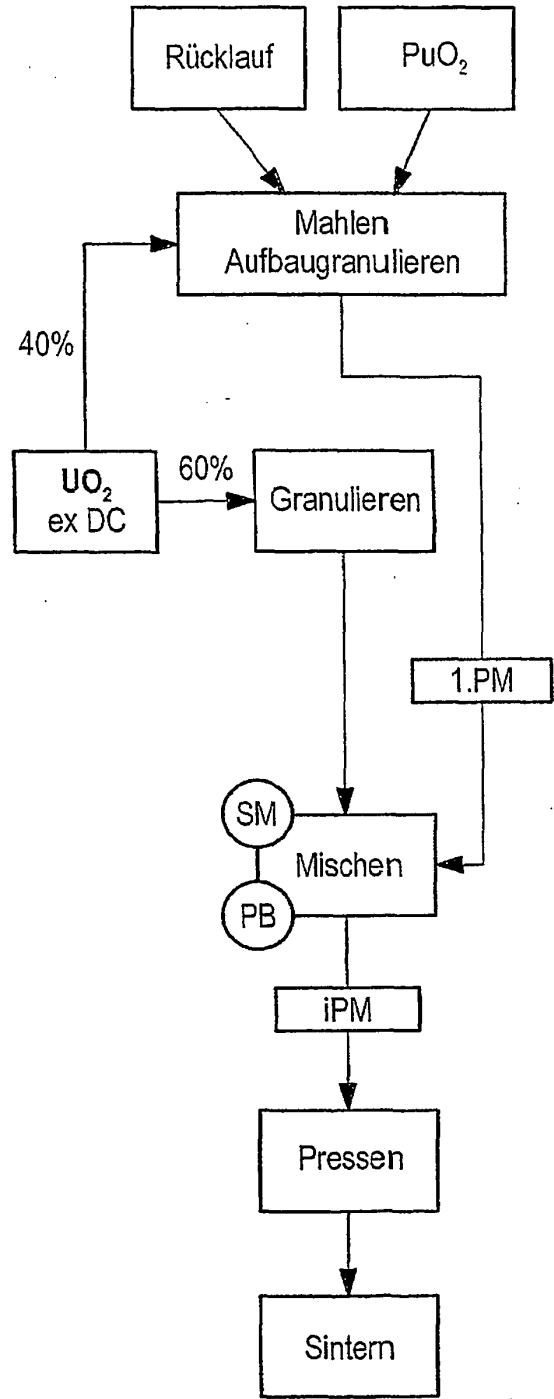 Rücklauf
PuO₂
Mahlen
Aufbaugranulieren
40%
UO₂
ex DC
60%
Granulieren
1.PM
SM
Mischen
PB
iPM
Pressen
Sintern